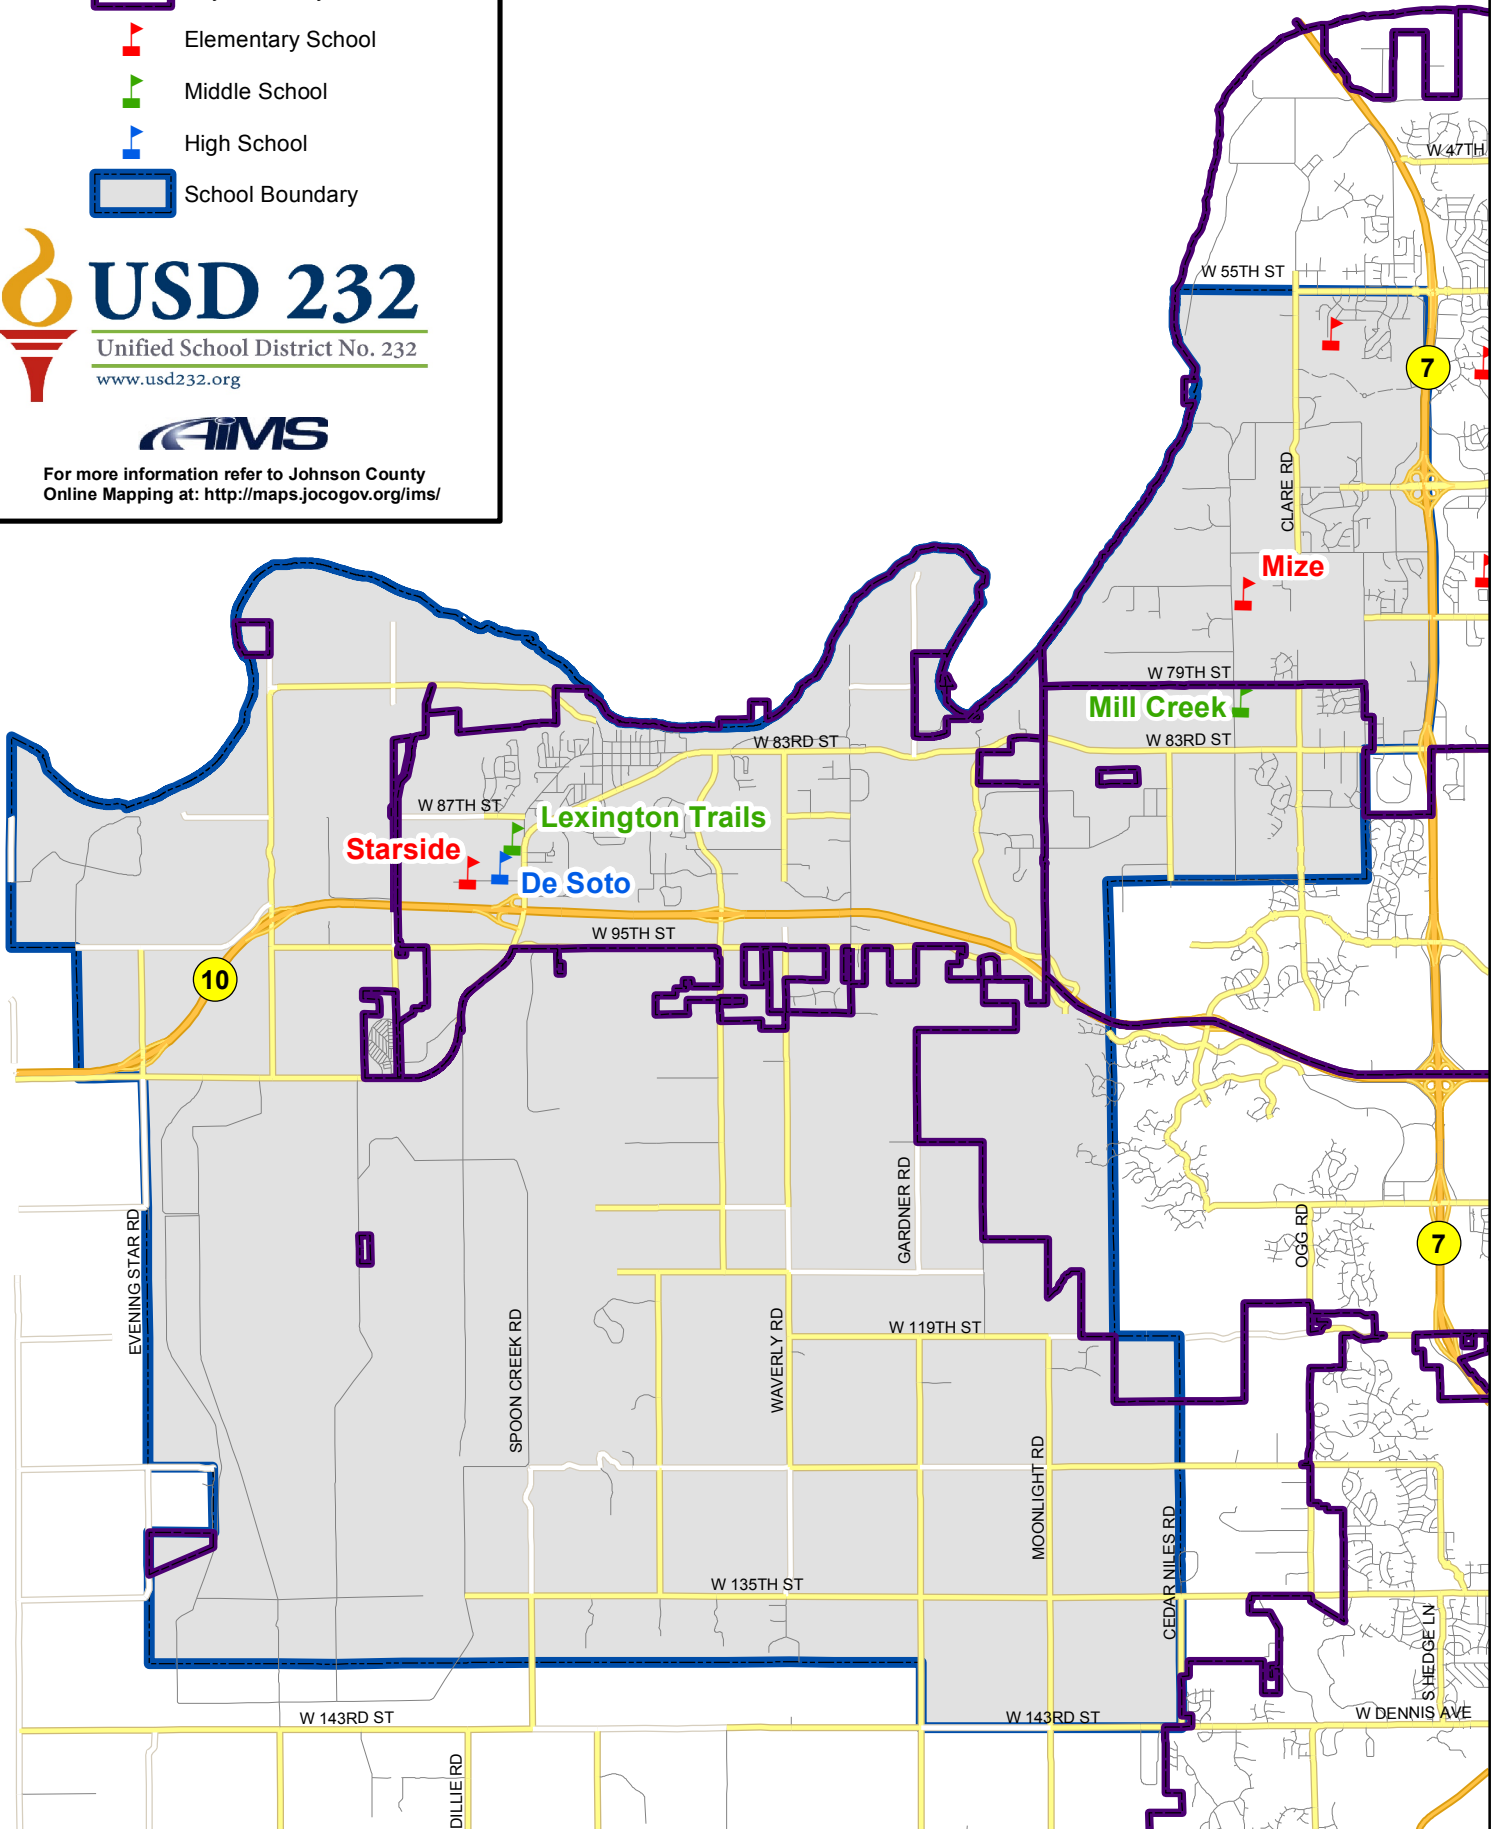 Elementary School
Middle School
High School
School Boundary
USD 232
Unified School District No. 232
www.usd232.org
AIMS
For more information refer to Johnson County
Online Mapping at: http://maps.jocogov.org/ims/
W 47TH
W 55TH ST
7
CLARE RD
Mize
W 79TH ST
Mill Creek
W 83RD ST
W 83RD ST
W 87TH ST
Lexington Trails
Starside
De Soto
W 95TH ST
10
GARDNER RD
EVENING STAR RD
OGG RD
7
SPOON CREEK RD
WAVERLY RD
W 119TH ST
MOONLIGHT RD
CEDAR NILES RD
W 135TH ST
S HEDGE LN
W 143RD ST
W 143RD ST
W DENNIS AVE
DILLIE RD